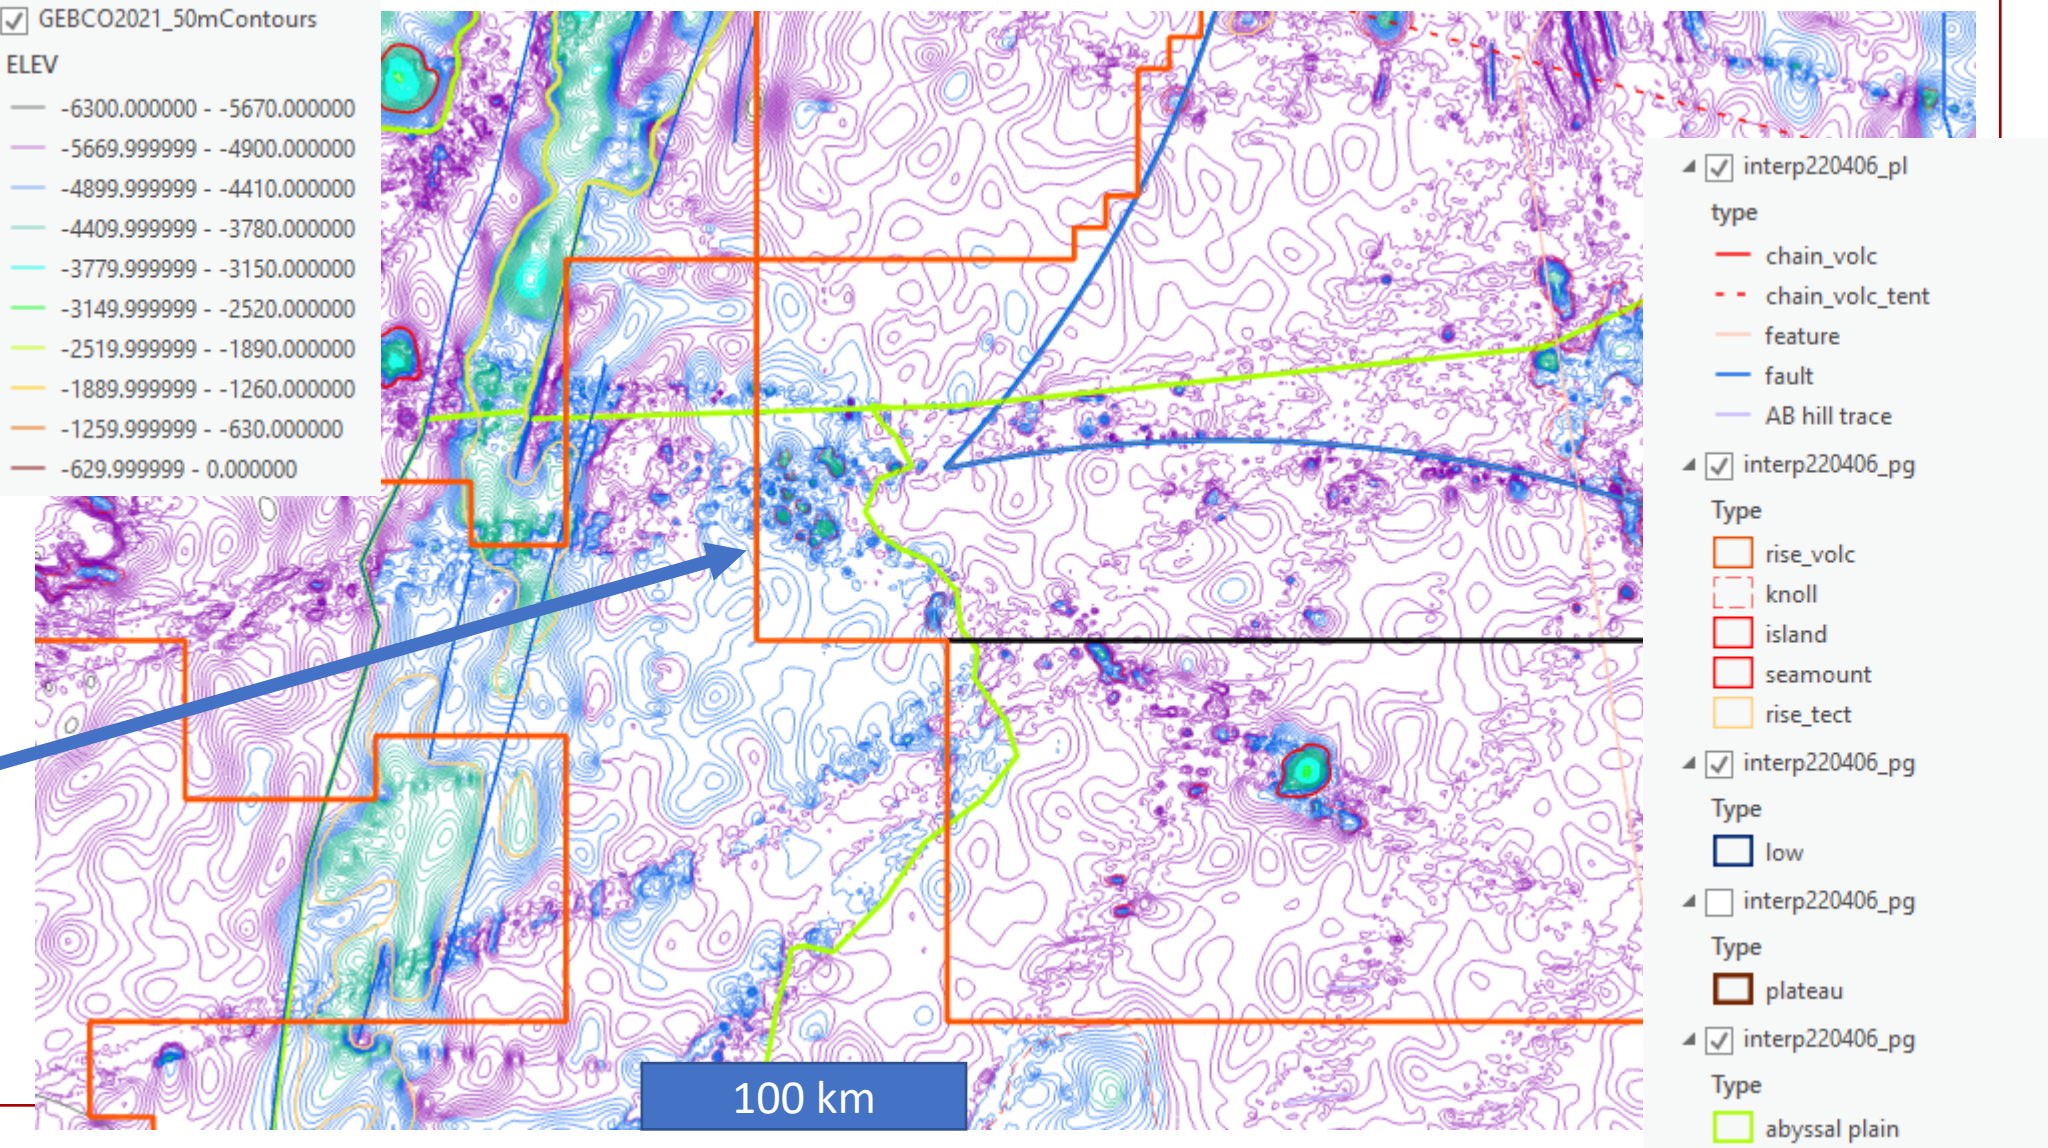 GEBCO2021_50mContours
ELEV
-6300.000000 - -5670.000000
-5669.999999 - -4900.000000
-4899.999999 - -4410.000000
-4409.999999 - -3780.000000
-3779.999999 - -3150.000000
-3149.999999 - -2520.000000
-2519.999999 - -1890.000000
-1889.999999 - -1260.000000
-1259.999999 - -630.000000
-629.999999 - 0.000000
interp220406_pl
type
chain_volc
chain_volc_tent
feature
fault
AB hill trace
interp220406_pg
Type
rise_volc
knoll
island
seamount
rise_tect
interp220406_pg
Type
low
interp220406_pg
Type
plateau
interp220406_pg
Type
abyssal plain
100 km